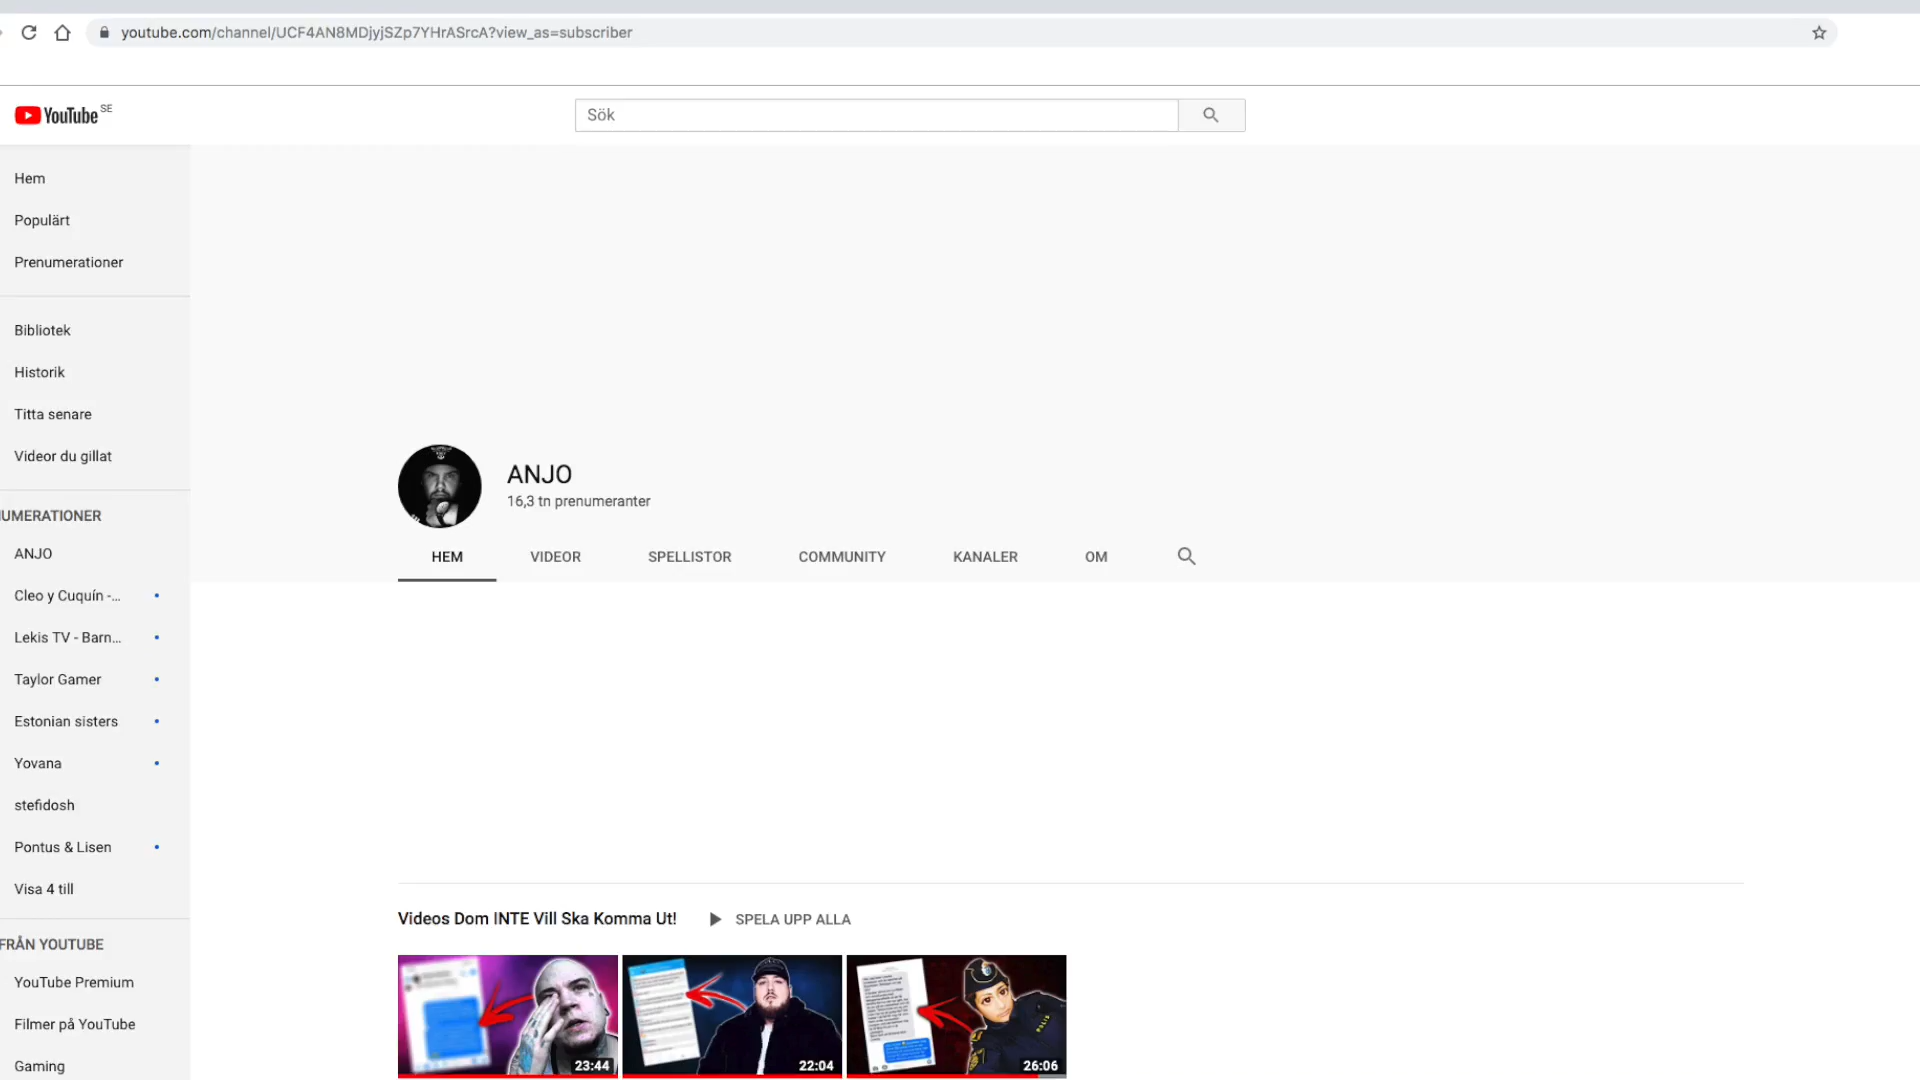 youtube.com/channel/UCF4AN8MDjyjSZp7YHrASrcA?view_as=subscriber
YouTube SE
Sök
Hem
Populärt
Prenumerationer
Bibliotek
Historik
Titta senare
Videor du gillat
ANJO
16,3 tn prenumeranter
HEM VIDEOR SPELLISTOR COMMUNITY KANALER OM
UMERATIONER
ANJO
Cleo y Cuquín -...
Lekis TV - Barn...
Taylor Gamer
Estonian sisters
Yovana
stefidosh
Pontus & Lisen
Visa 4 till
Videos Dom INTE Vill Ska Komma Ut! SPELA UPP ALLA
FRÅN YOUTUBE
YouTube Premium
Filmer på YouTube
Gaming
23:44
22:04
POLIS
26:06